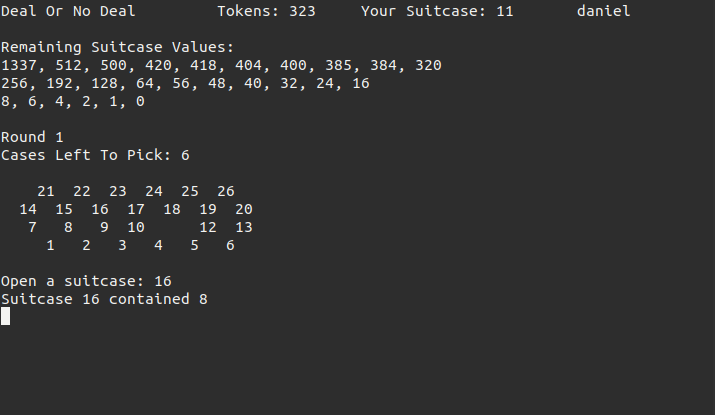 Deal Or No Deal Tokens: 323 Your Suitcase: 11 daniel
Remaining Suitcase Values:
1337, 512, 500, 420, 418, 404, 400, 385, 384, 320
256, 192, 128, 64, 56, 48, 40, 32, 24, 16
8, 6, 4, 2, 1, 0
Round 1
Cases Left To Pick: 6
21 22 23 24 25 26
14 15 16 17 18 19 20
7 8 9 10 12 13
1 2 3 4 5 6
Open a suitcase: 16
Suitcase 16 contained 8